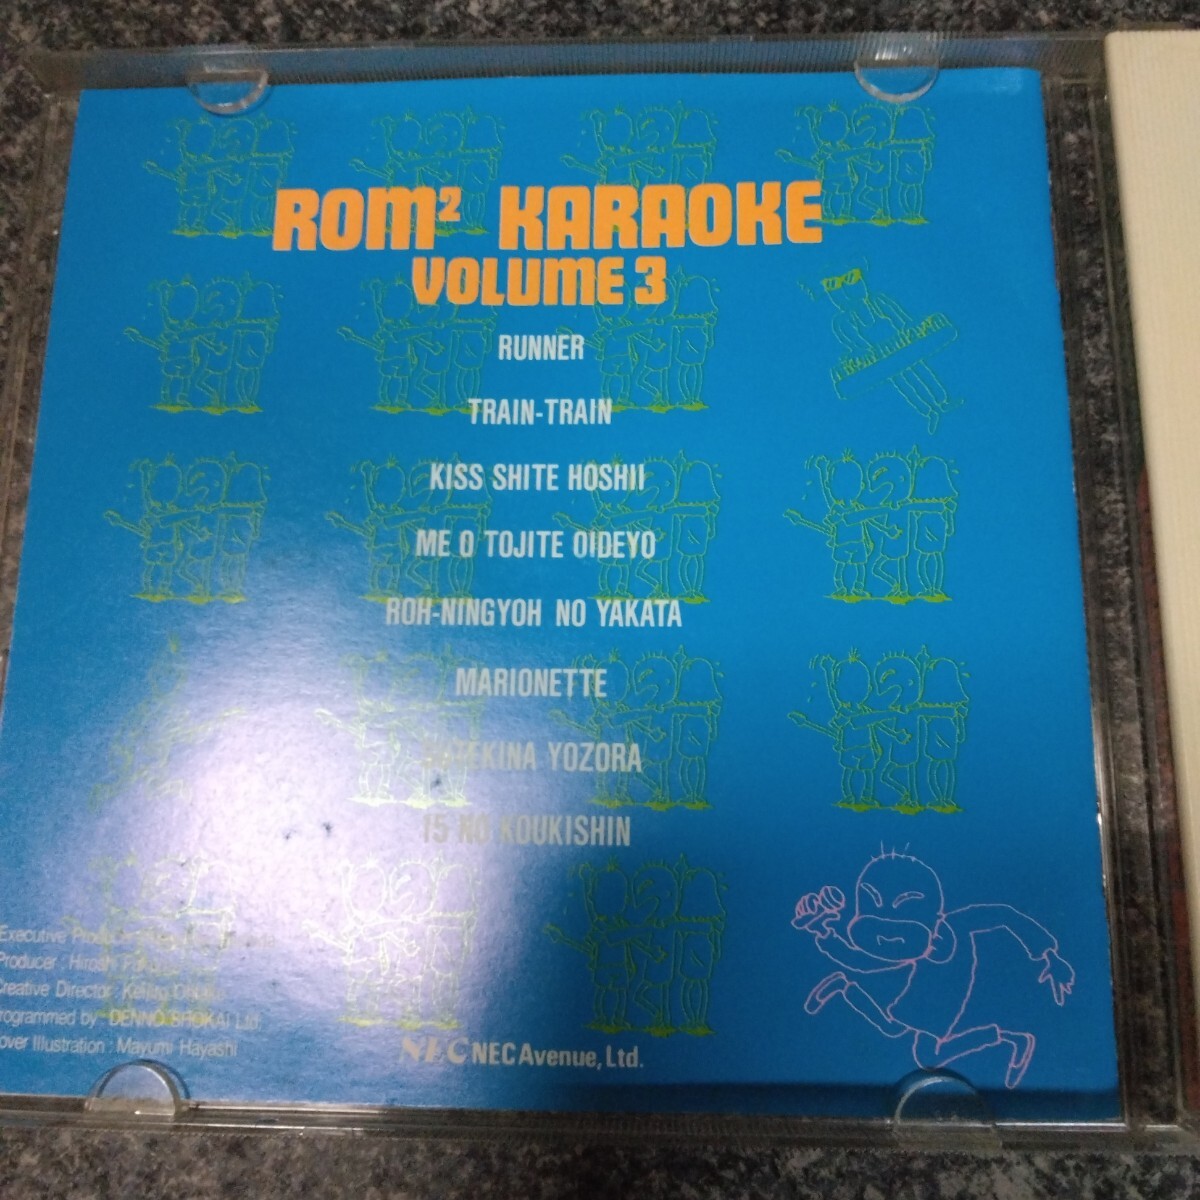 ROM² KARAOKE
VOLUME 3
RUNNER
TRAIN-TRAIN
KISS SHITE HOSHII
ME O TOJITE OIDEYO
ROH-NINGYOH NO YAKATA
MARIONETTE
YOZORA
15 NO KOUKISHIN
Executive
Producer : Hiroshi
Creative Director : Keijiro
Programmed by : DENNO SHOKAI Ltd.
Cover Illustration : Mayumi Hayashi
NEC NEC Avenue, Ltd.